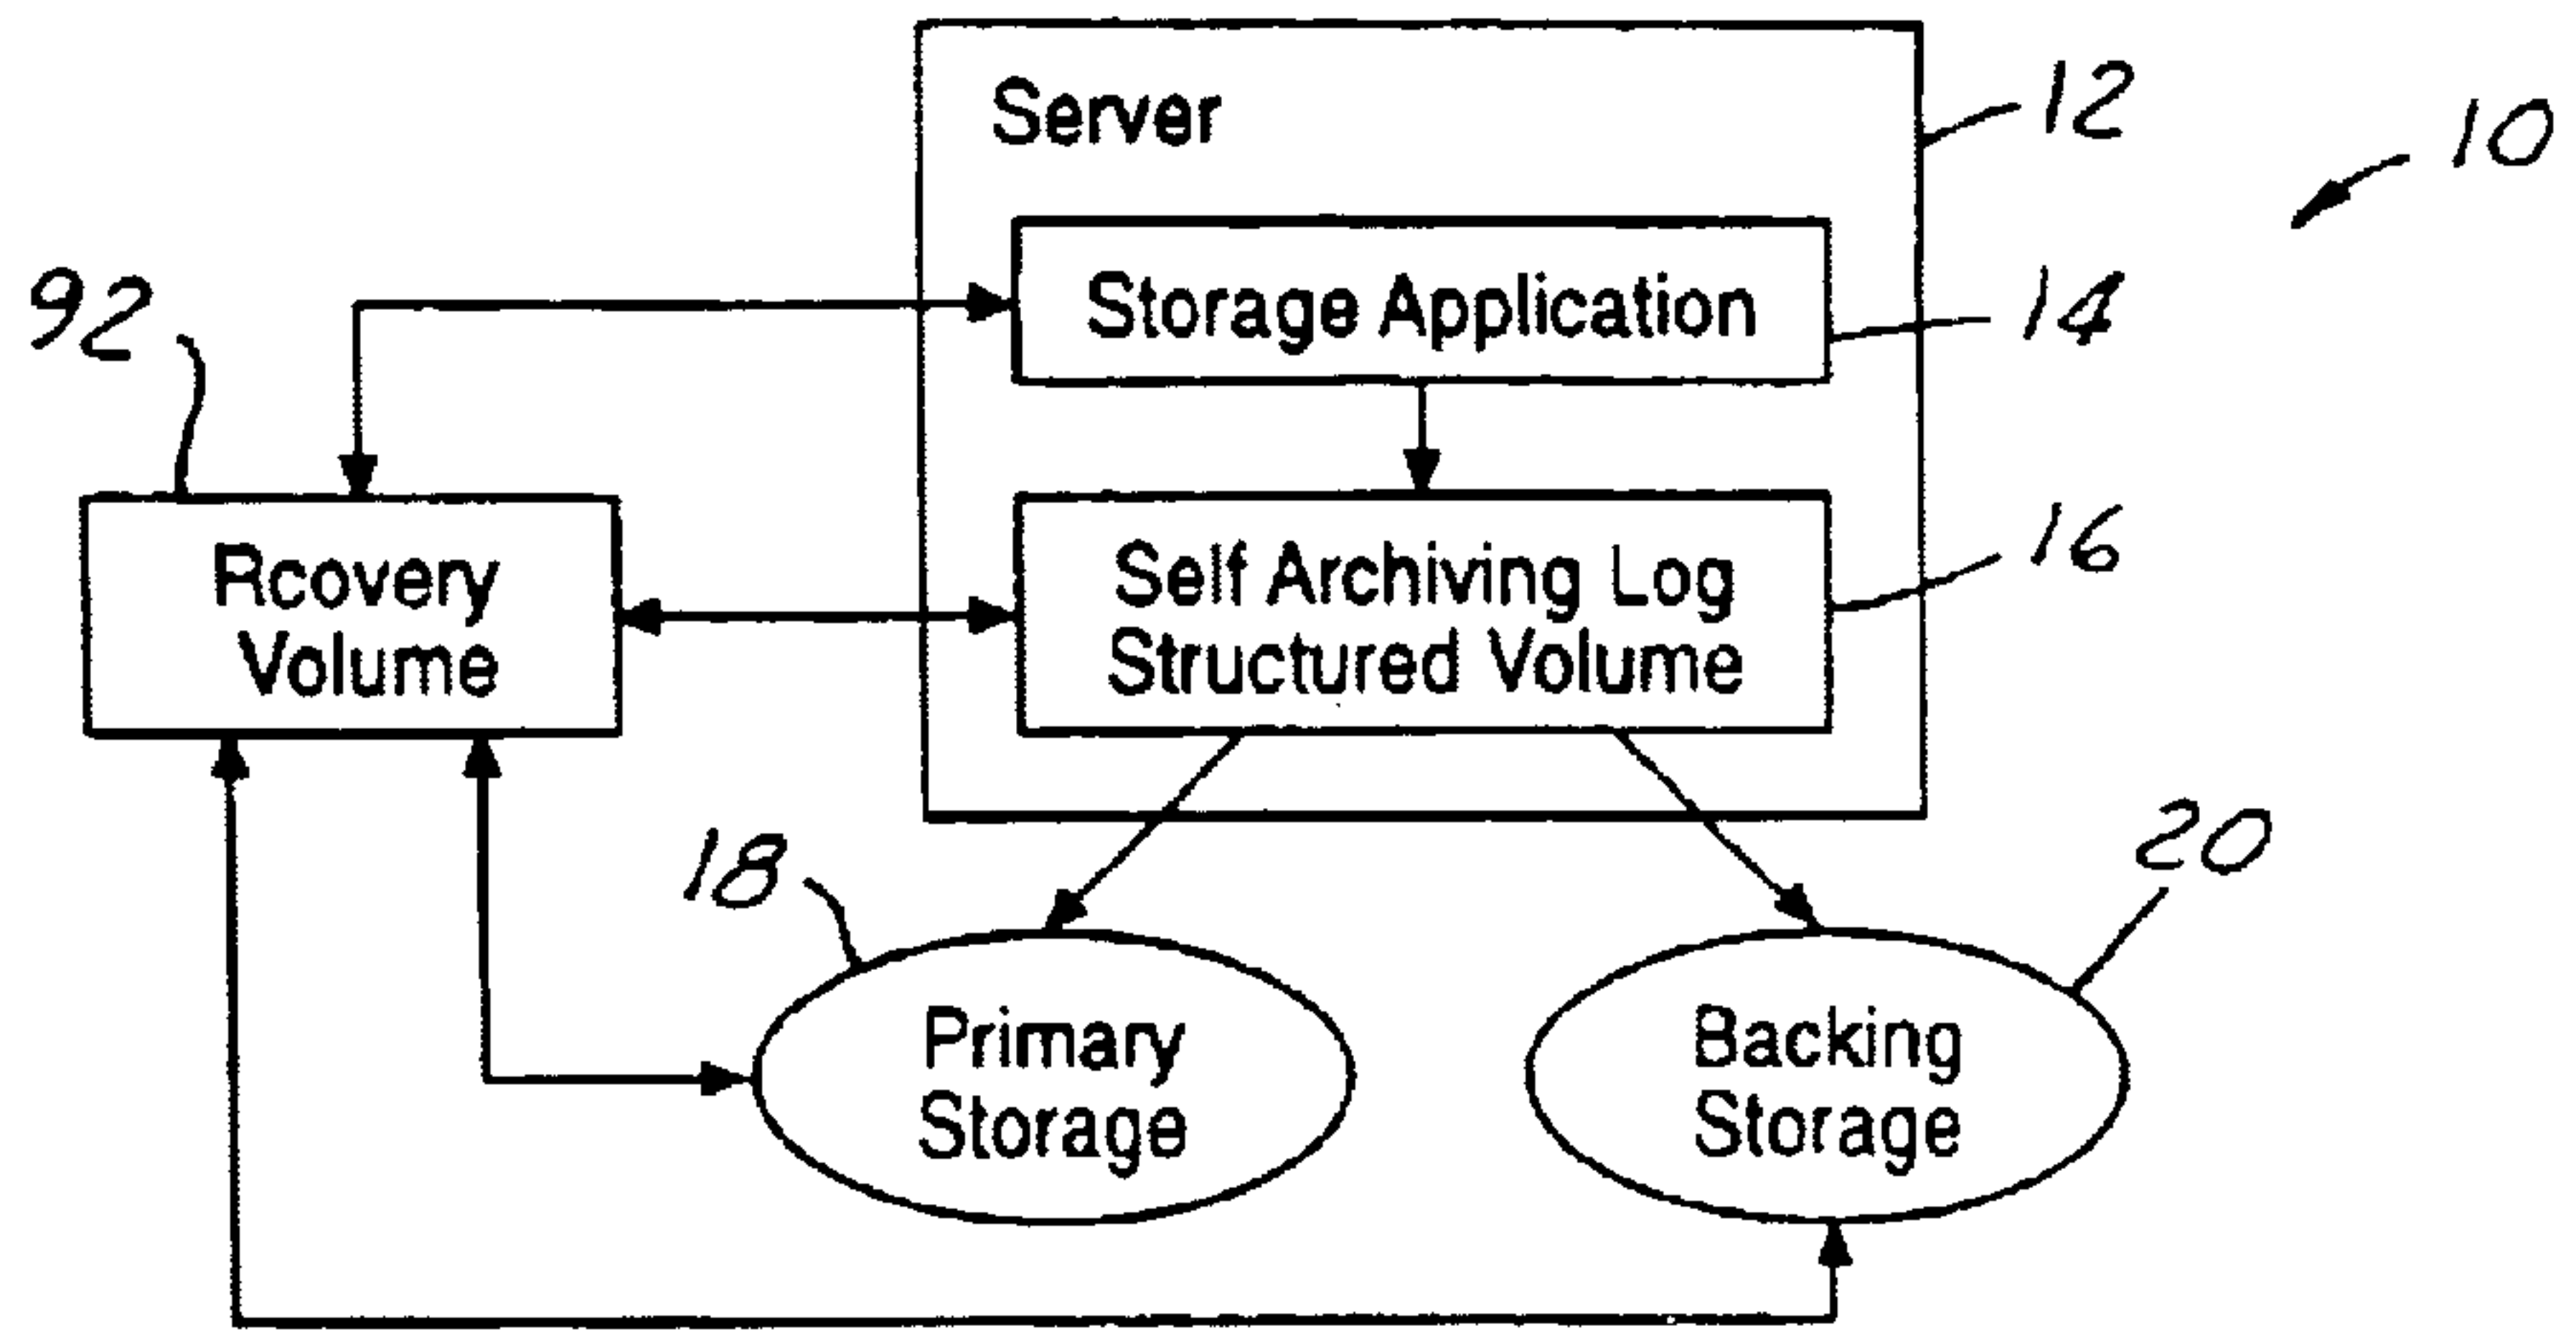 Server
12
10
Storage Application
14
92
Rcovery
Volume
Self Archiving Log
Structured Volume
16
18
20
Primary
Storage
Backing
Storage